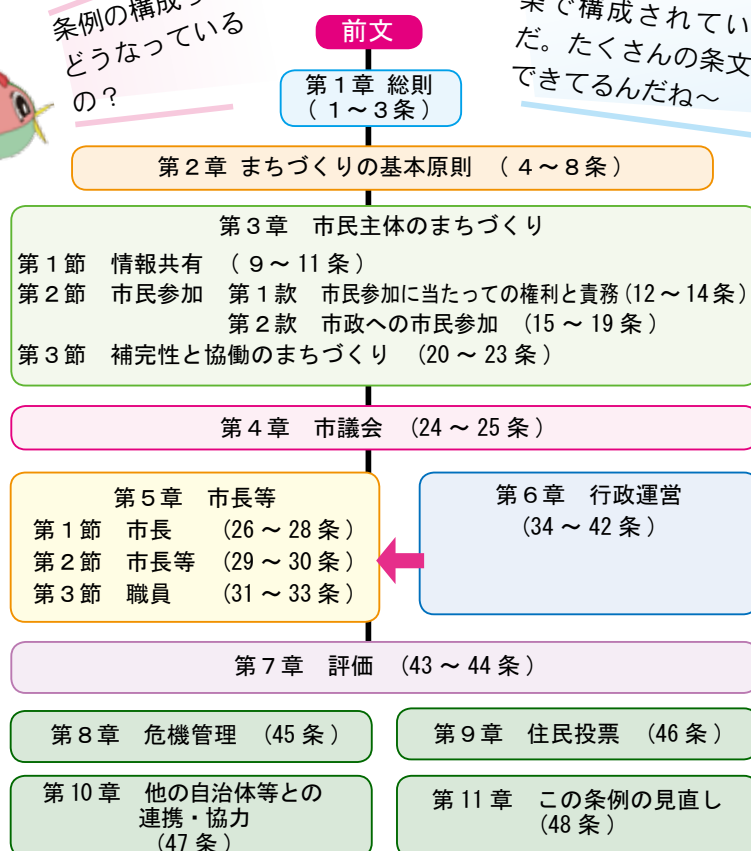 条例の構成っ
どうなっている
の？
前文
で構成されてい
だ。たくさんの条文
できてるんだね～
第１章 総則
（１～３条）
第２章 まちづくりの基本原則 （４～８条）
第３章 市民主体のまちづくり
第１節 情報共有 （９～11条）
第２節 市民参加 第１款 市民参加に当たっての権利と責務(12～14条)
第２款 市政への市民参加 （15～19条）
第３節 補完性と協働のまちづくり （20～23条）
第４章 市議会 （24～25条）
第５章 市長等
第１節 市長 （26～28条）
第２節 市長等 （29～30条）
第３節 職員 （31～33条）
第６章 行政運営
（34～42条）
第７章 評価 （43～44条）
第８章 危機管理 （45条）
第９章 住民投票 （46条）
第10章 他の自治体等との
連携・協力
（47条）
第11章 この条例の見直し
（48条）